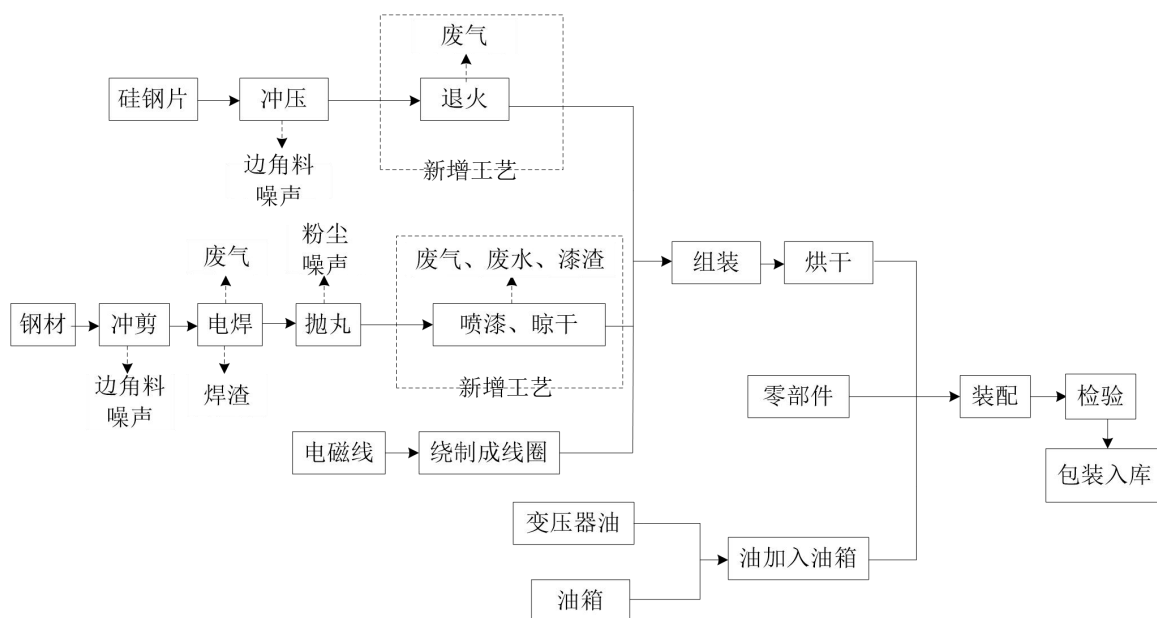 废气
硅钢片
冲压
退火
边角料
噪声
新增工艺
废气
粉尘
噪声
废气、废水、漆渣
组装
烘干
钢材
冲剪
电焊
抛丸
喷漆、晾干
边角料
噪声
焊渣
新增工艺
零部件
装配
检验
电磁线
绕制成线圈
包装入库
变压器油
油加入油箱
油箱